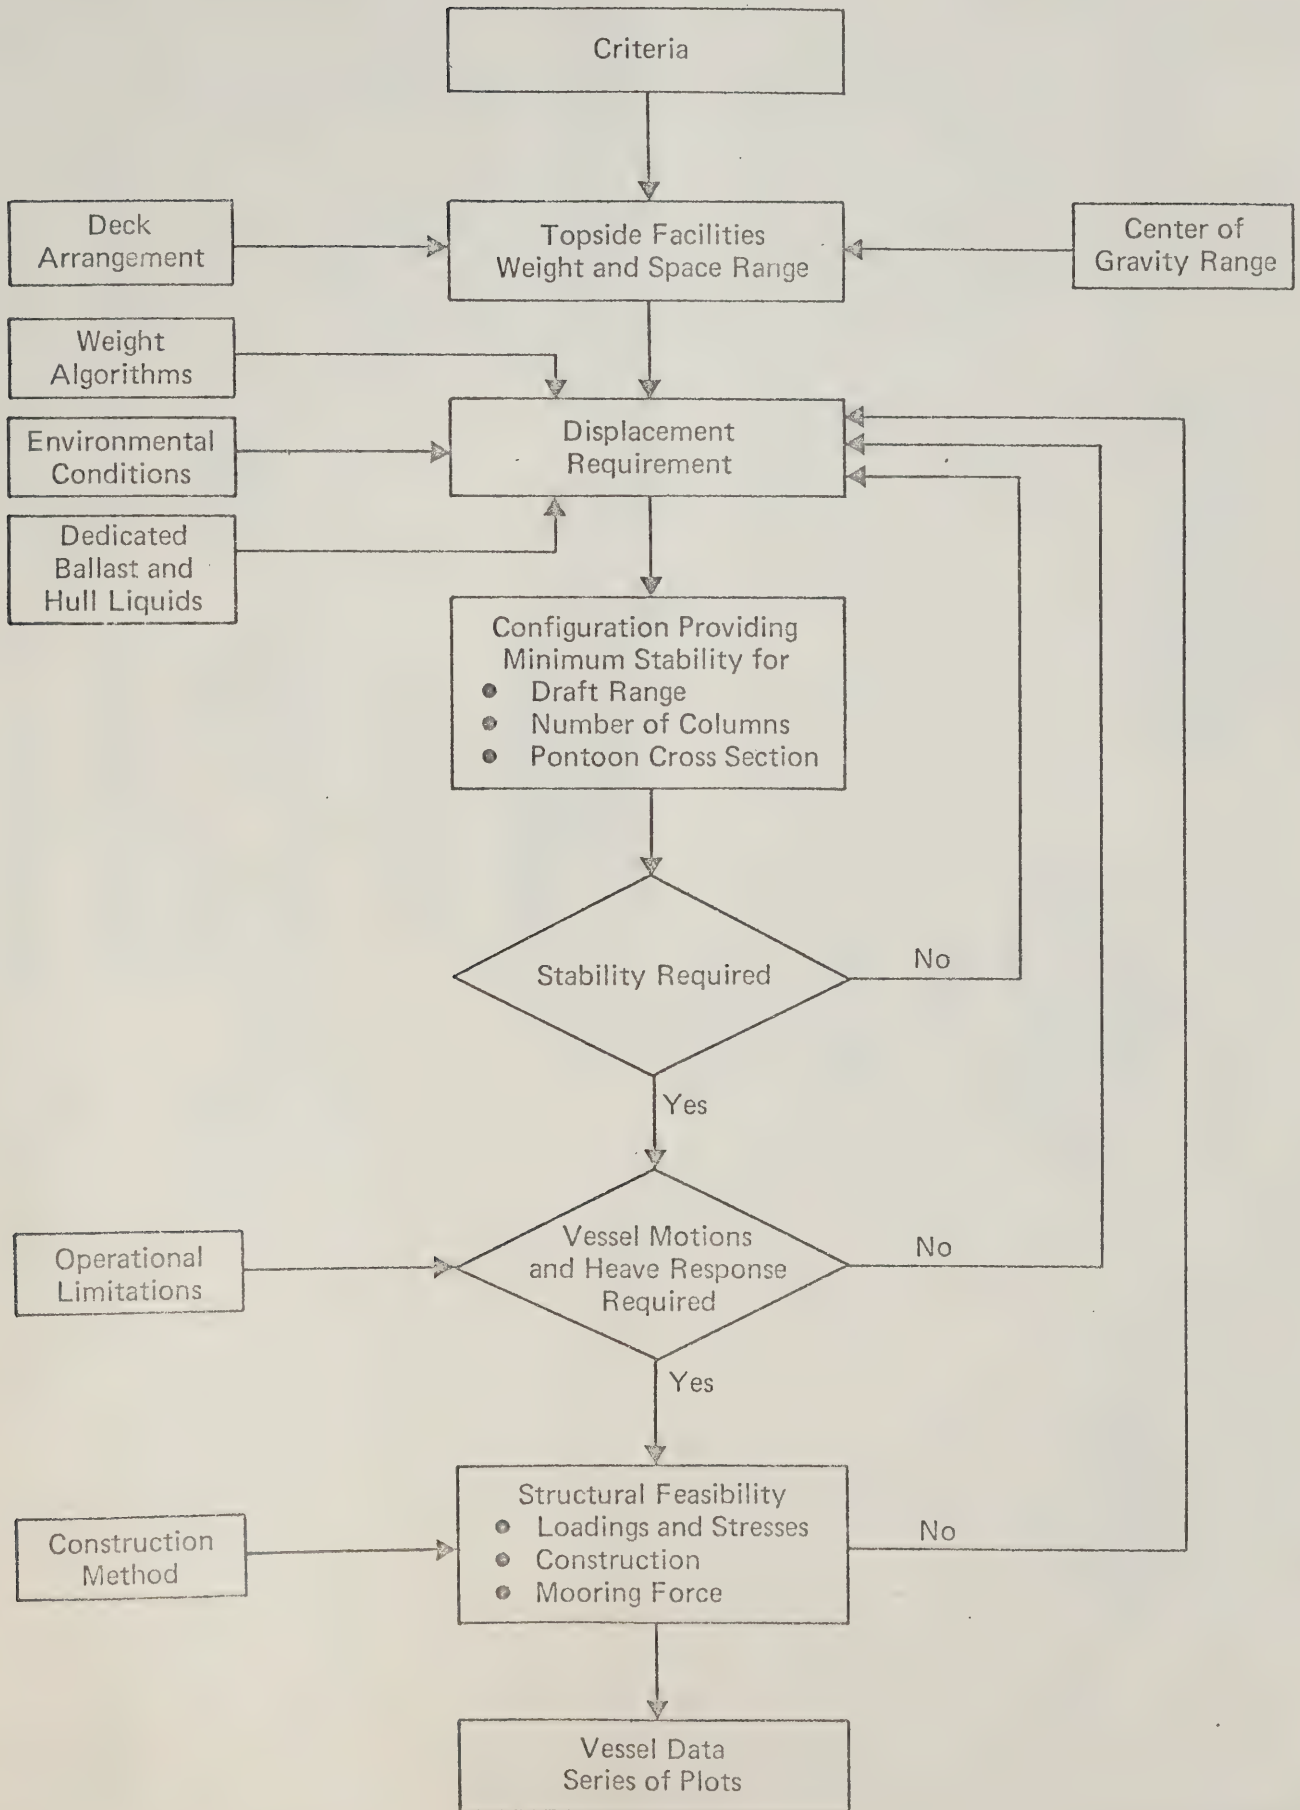 Criteria
Deck
Arrangement
Topside Facilities
Weight and Space Range
Center of
Gravity Range
Weight
Algorithms
Environmental
Conditions
Displacement
Requirement
Dedicated
Ballast and
Hull Liquids
Configuration Providing
Minimum Stability for
● Draft Range
● Number of Columns
● Pontoon Cross Section
Stability Required
No
Yes
Operational
Limitations
Vessel Motions
and Heave Response
Required
No
Yes
Construction
Method
Structural Feasibility
● Loadings and Stresses
● Construction
● Mooring Force
No
Vessel Data
Series of Plots